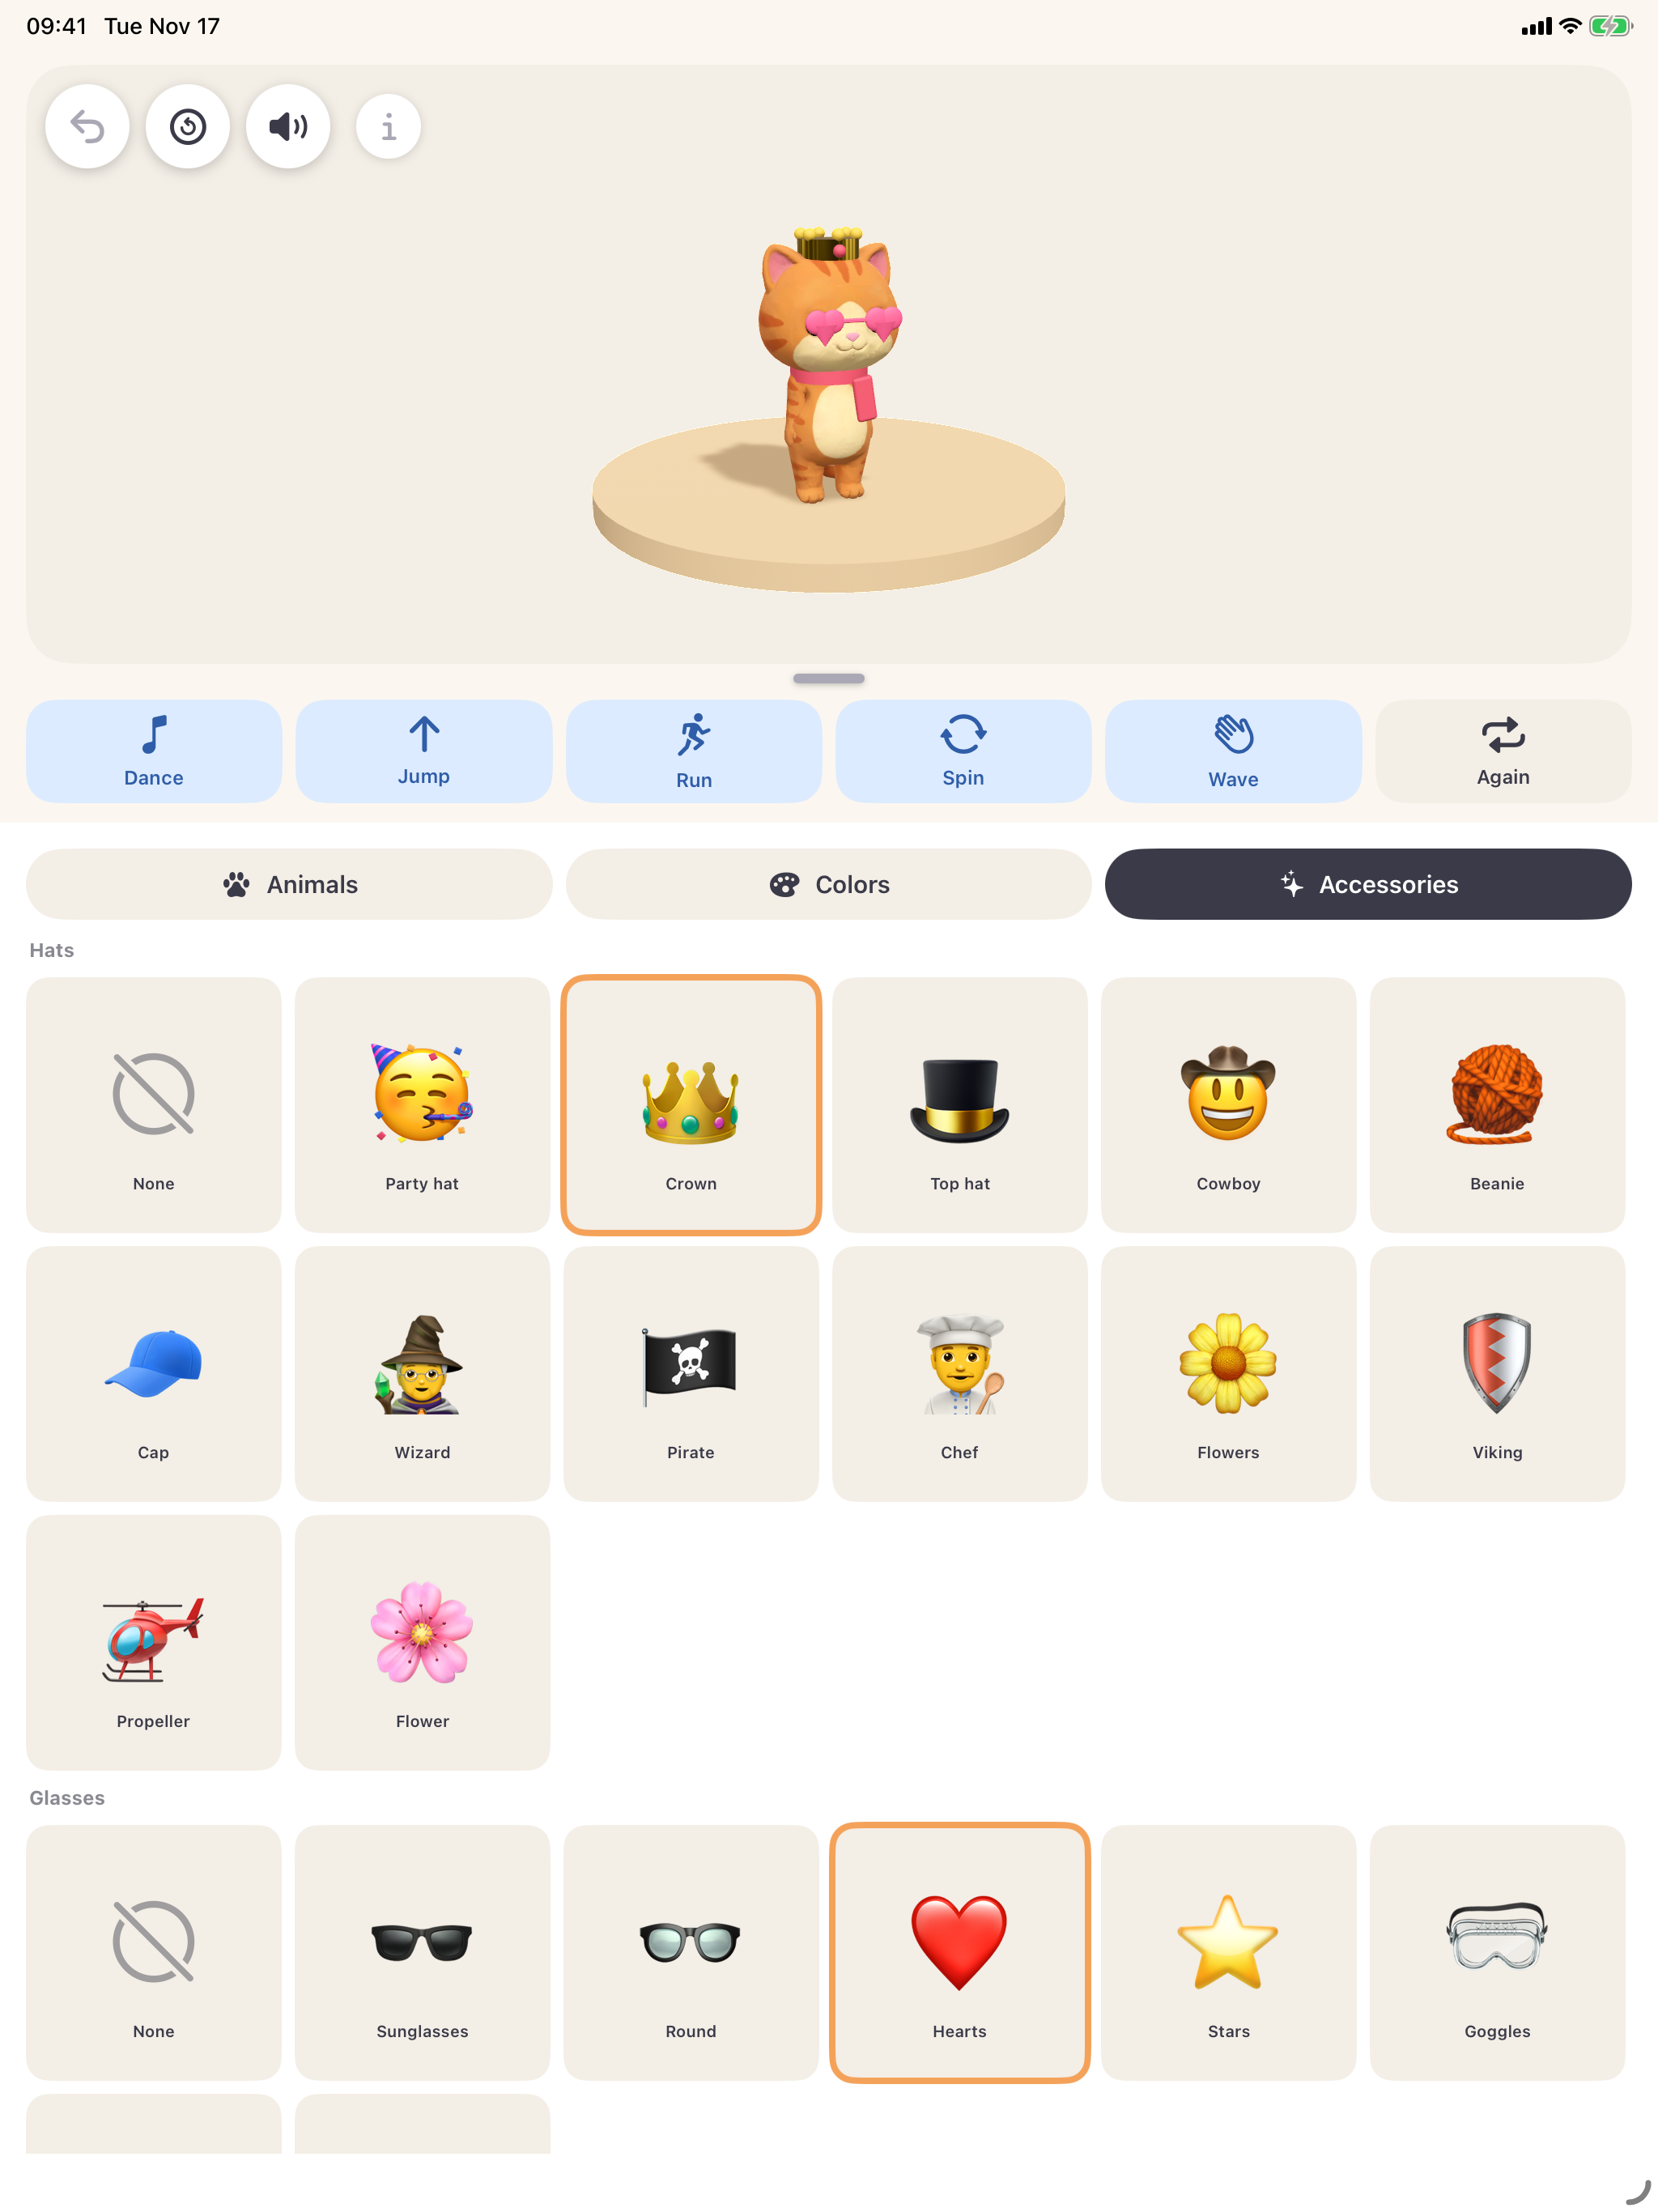 09:41 Tue Nov 17
i
Dance
Jump
Run
Spin
Wave
Again
Animals
Colors
Accessories
Hats
None
Party hat
Crown
Top hat
Cowboy
Beanie
Cap
Wizard
Pirate
Chef
Flowers
Viking
Propeller
Flower
Glasses
None
Sunglasses
Round
Hearts
Stars
Goggles